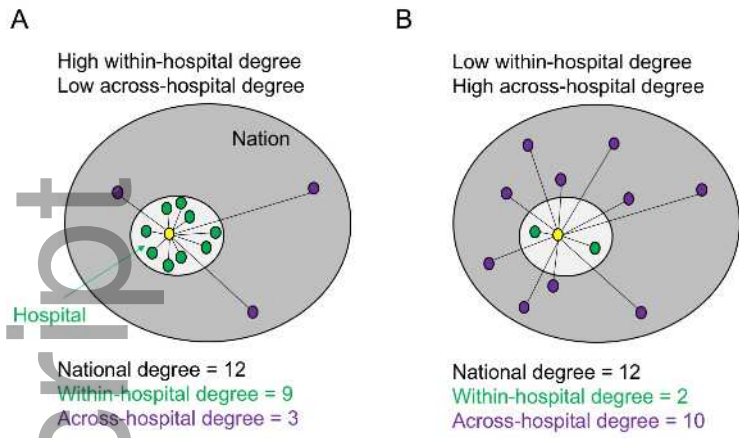 A
High within-hospital degree
Low across-hospital degree
Nation
Hospital
National degree = 12
Within-hospital degree = 9
Across-hospital degree = 3
B
Low within-hospital degree
High across-hospital degree
National degree = 12
Within-hospital degree = 2
Across-hospital degree = 10
ript